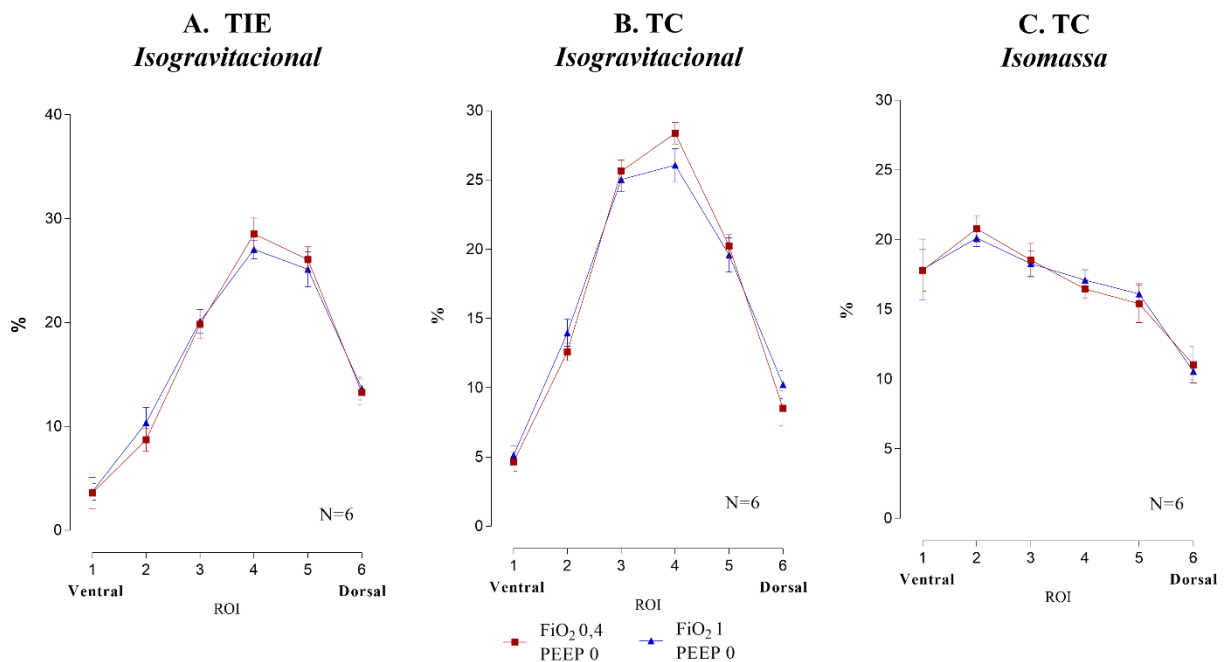 A. TIE
Isogravitacional
40
30
20
10
0
%
N=6
1 2 3 4 5 6
Ventral Dorsal
ROI
B. TC
Isogravitacional
30
25
20
15
10
5
0
%
N=6
1 2 3 4 5 6
Ventral Dorsal
ROI
C. TC
Isomassa
30
25
20
15
10
5
0
%
N=6
1 2 3 4 5 6
Ventral Dorsal
ROI
FiO₂ 0,4
PEEP 0
FiO₂ 1
PEEP 0